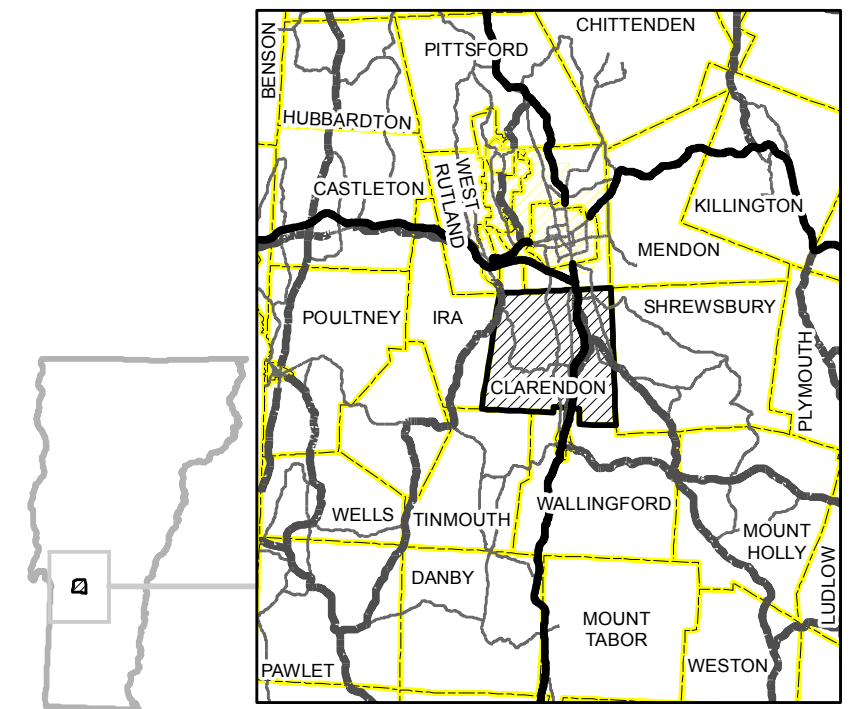 CHITTENDEN
PITTSFORD
BENSON
HUBBARDTON
CASTLETON
WEST
RUTLAND
KILLINGTON
MENDON
SHREWSBURY
POULTNEY
IRA
PLYMOUTH
CLARENDON
WELLS
TINMOUTH
WALLINGFORD
MOUNT
HOLLY
LUDLOW
DANBY
MOUNT
TABOR
WESTON
PAWLET